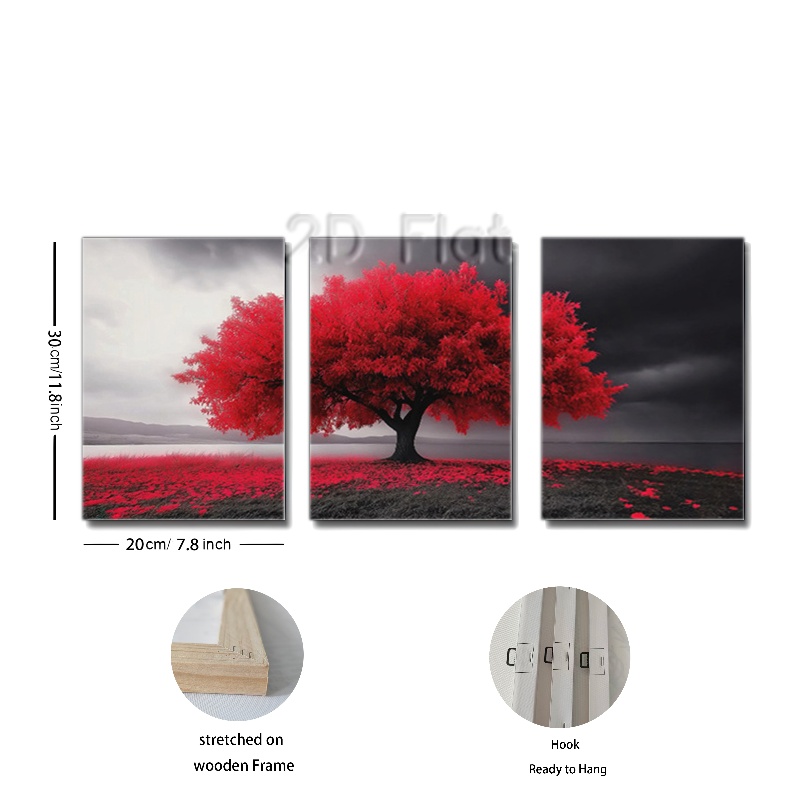 2D Flat
30cm/11.8inch
20cm/ 7.8 inch
stretched on
wooden Frame
Hook
Ready to Hang